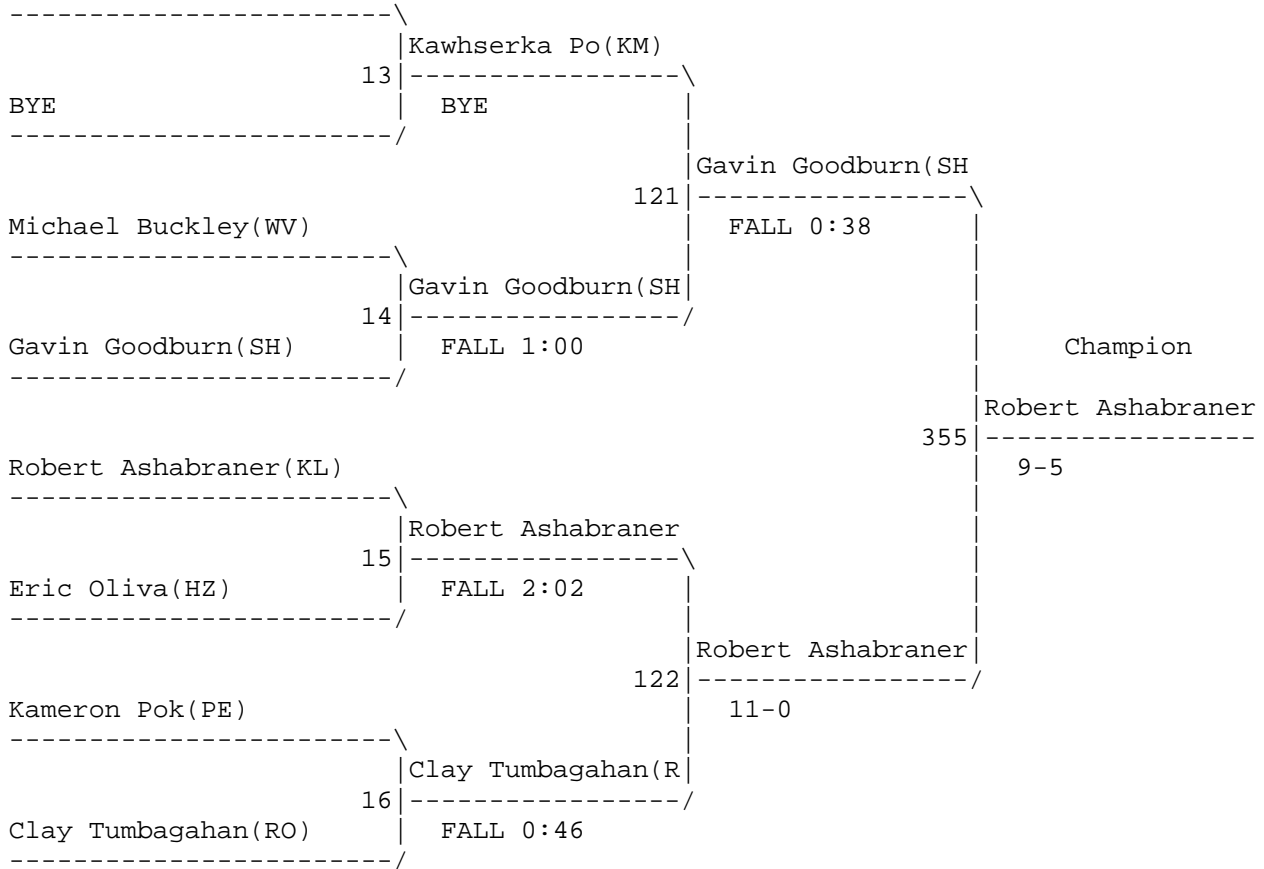 ------------------------\
|Kawhserka Po(KM)
13|-----------------\
BYE | BYE |
------------------------/ |
|Gavin Goodburn(SH
121|-----------------\
Michael Buckley(WV) | FALL 0:38 |
------------------------\ | |
|Gavin Goodburn(SH| |
14|-----------------/ |
Gavin Goodburn(SH) | FALL 1:00 | Champion
------------------------/ |
|Robert Ashabraner
355|-----------------
Robert Ashabraner(KL) | 9-5
------------------------\ |
|Robert Ashabraner |
15|-----------------\ |
Eric Oliva(HZ) | FALL 2:02 | |
------------------------/ | |
|Robert Ashabraner|
122|-----------------/
Kameron Pok(PE) | 11-0
------------------------\ |
|Clay Tumbagahan(R|
16|-----------------/
Clay Tumbagahan(RO) | FALL 0:46
------------------------/